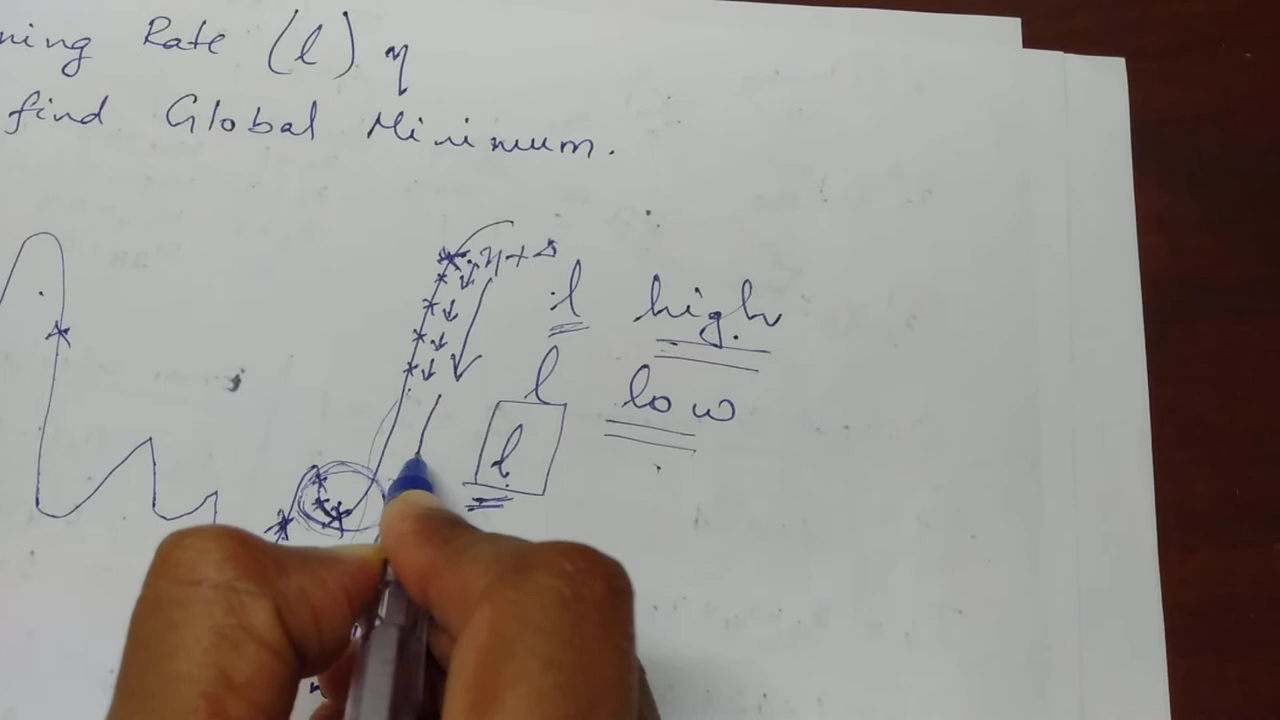 ning Rate (l) η
find Global Minimum.
η + Δ
l high
l low
l